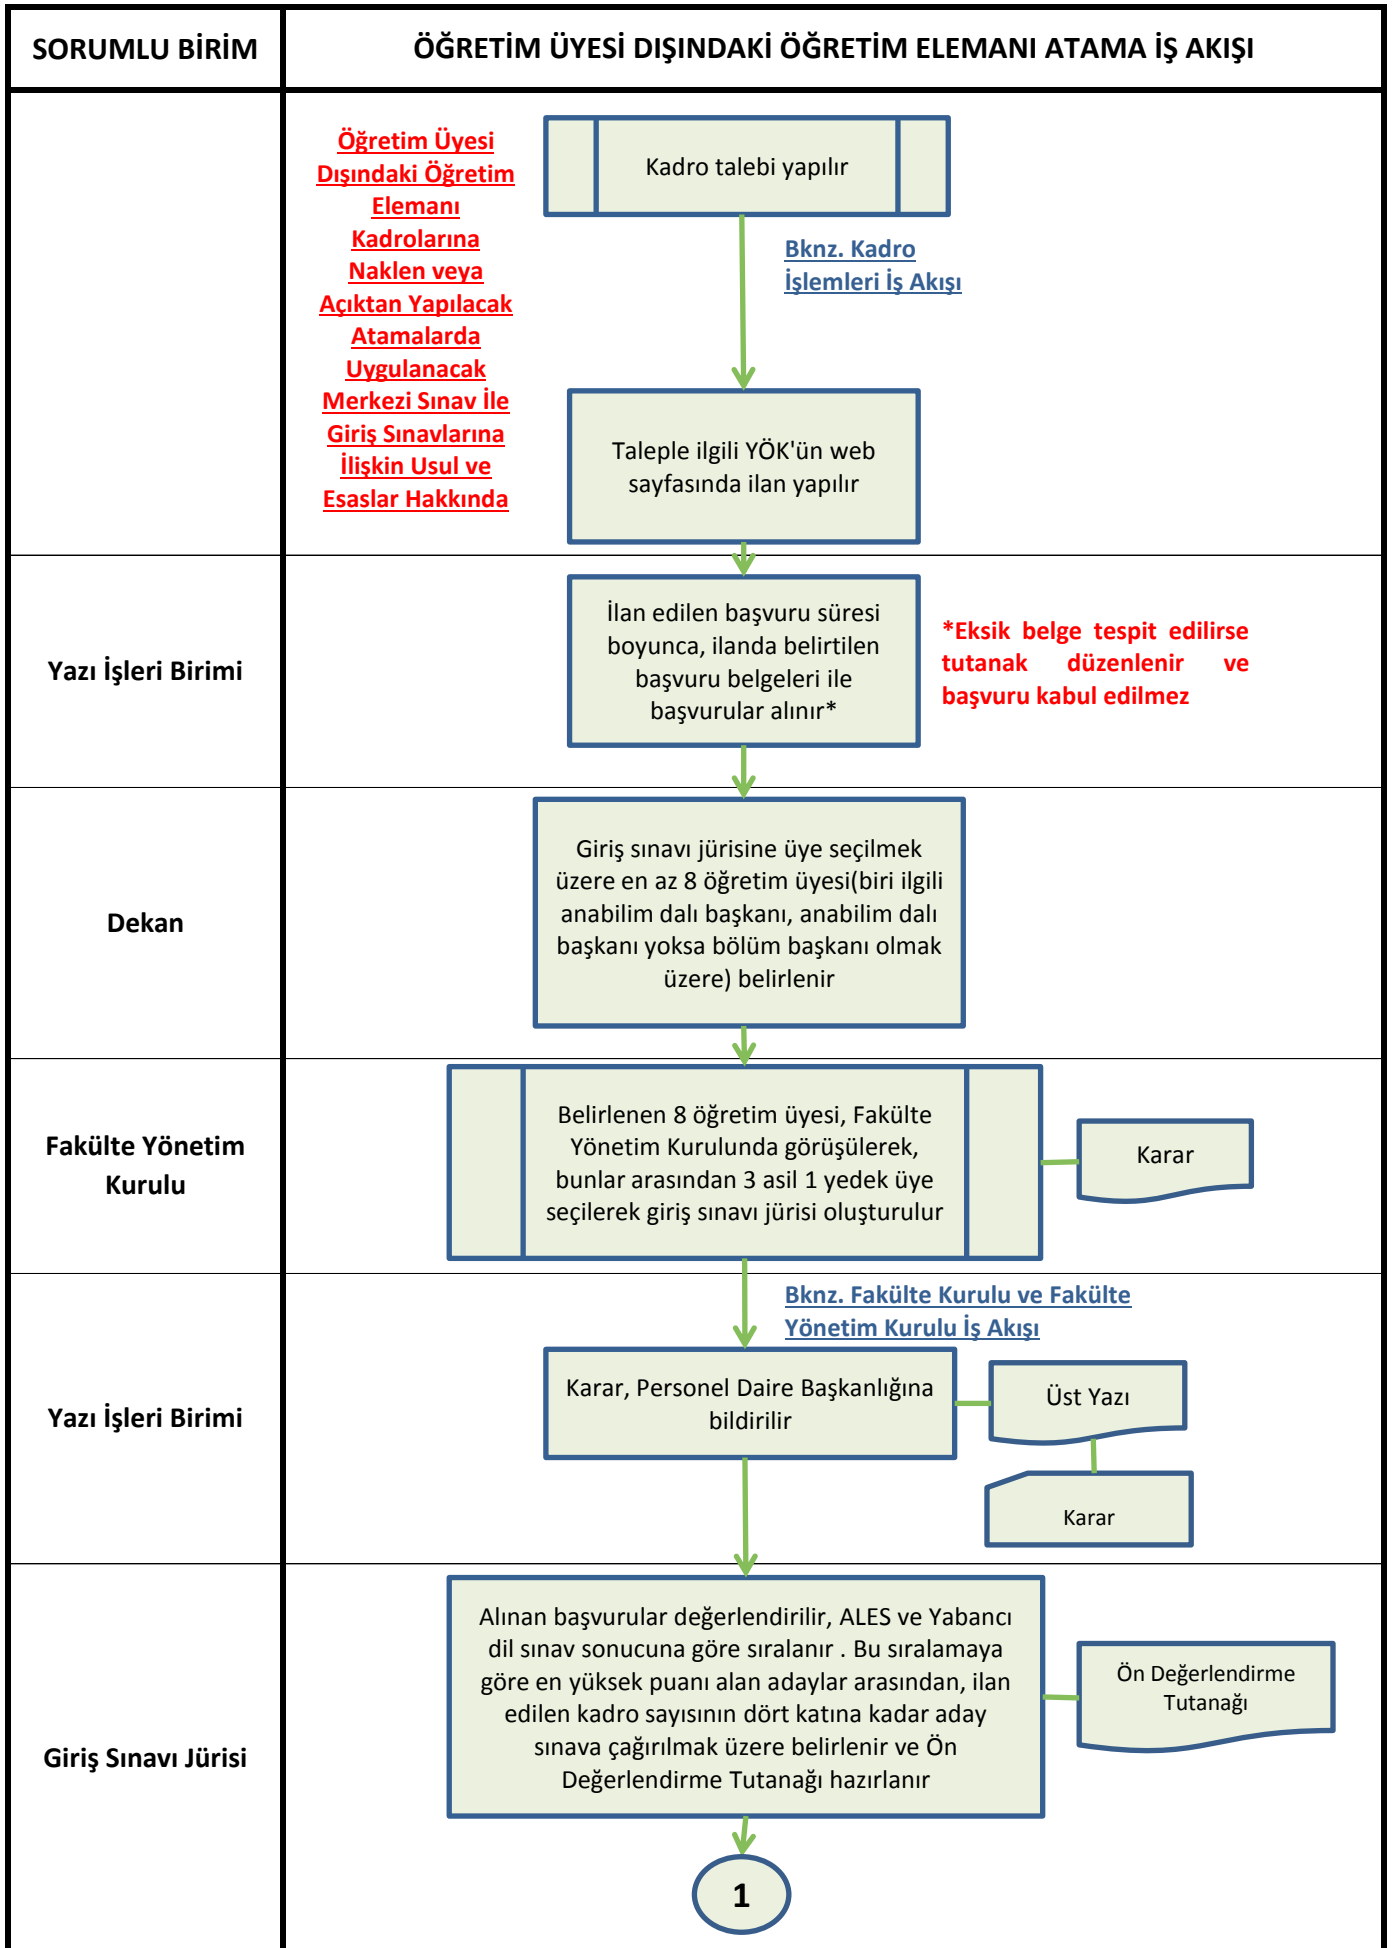 SORUMLU BİRİM
ÖĞRETİM ÜYESİ DIŞINDAKİ ÖĞRETİM ELEMANI ATAMA İŞ AKIŞI
Öğretim Üyesi
Dışındaki Öğretim
Elemanı
Kadrolarına
Naklen veya
Açıktan Yapılacak
Atamalarda
Uygulanacak
Merkezi Sınav İle
Giriş Sınavlarına
İlişkin Usul ve
Esaslar Hakkında
Kadro talebi yapılır
Bknz. Kadro
İşlemleri İş Akışı
Taleple ilgili YÖK'ün web
sayfasında ilan yapılır
Yazı İşleri Birimi
İlan edilen başvuru süresi
boyunca, ilanda belirtilen
başvuru belgeleri ile
başvurular alınır*
*Eksik belge tespit edilirse
tutanak düzenlenir ve
başvuru kabul edilmez
Dekan
Giriş sınavı jürisine üye seçilmek
üzere en az 8 öğretim üyesi(biri ilgili
anabilim dalı başkanı, anabilim dalı
başkanı yoksa bölüm başkanı olmak
üzere) belirlenir
Fakülte Yönetim
Kurulu
Belirlenen 8 öğretim üyesi, Fakülte
Yönetim Kurulunda görüşülerek,
bunlar arasından 3 asil 1 yedek üye
seçilerek giriş sınavı jürisi oluşturulur
Karar
Bknz. Fakülte Kurulu ve Fakülte
Yönetim Kurulu İş Akışı
Yazı İşleri Birimi
Karar, Personel Daire Başkanlığına
bildirilir
Üst Yazı
Karar
Giriş Sınavı Jürisi
Alınan başvurular değerlendirilir, ALES ve Yabancı
dil sınav sonucuna göre sıralanır . Bu sıralamaya
göre en yüksek puanı alan adaylar arasından, ilan
edilen kadro sayısının dört katına kadar aday
sınava çağırılmak üzere belirlenir ve Ön
Değerlendirme Tutanağı hazırlanır
Ön Değerlendirme
Tutanağı
1